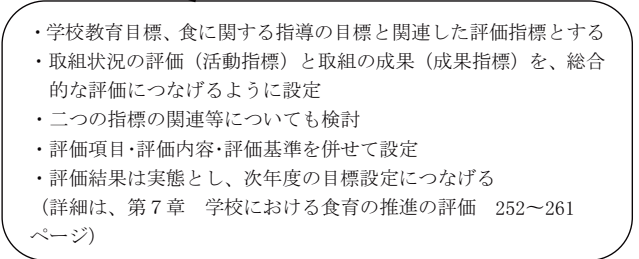 ・学校教育目標、食に関する指導の目標と関連した評価指標とする
・取組状況の評価（活動指標）と取組の成果（成果指標）を、総合
的な評価につなげるように設定
・二つの指標の関連等についても検討
・評価項目･評価内容･評価基準を併せて設定
・評価結果は実態とし、次年度の目標設定につなげる
（詳細は、第７章　学校における食育の推進の評価　252～261
ページ）